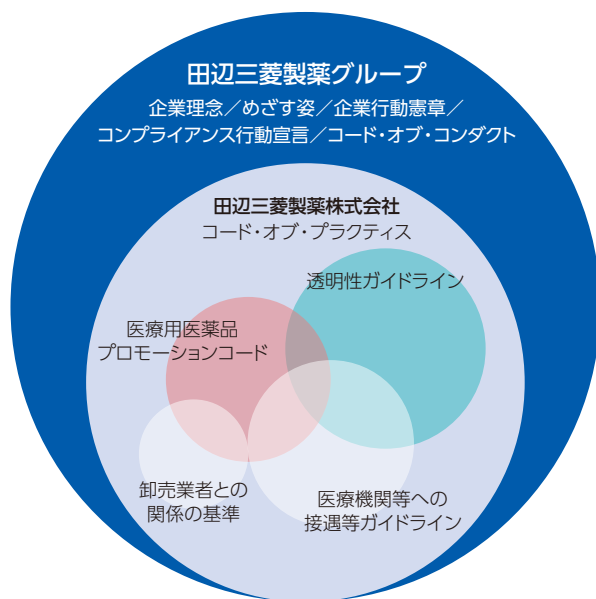 田辺三菱製薬グループ
企業理念／めざす姿／企業行動憲章／
コンプライアンス行動宣言／コード・オブ・コンダクト
田辺三菱製薬株式会社
コード・オブ・プラクティス
透明性ガイドライン
医療用医薬品
プロモーションコード
卸売業者との
関係の基準
医療機関等への
接遇等ガイドライン